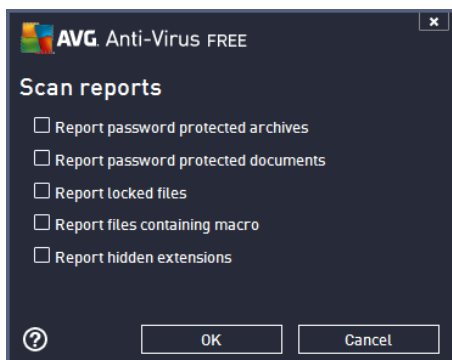 AVG. Anti-Virus FREE
x
Scan reports
Report password protected archives
Report password protected documents
Report locked files
Report files containing macro
Report hidden extensions
? OK Cancel